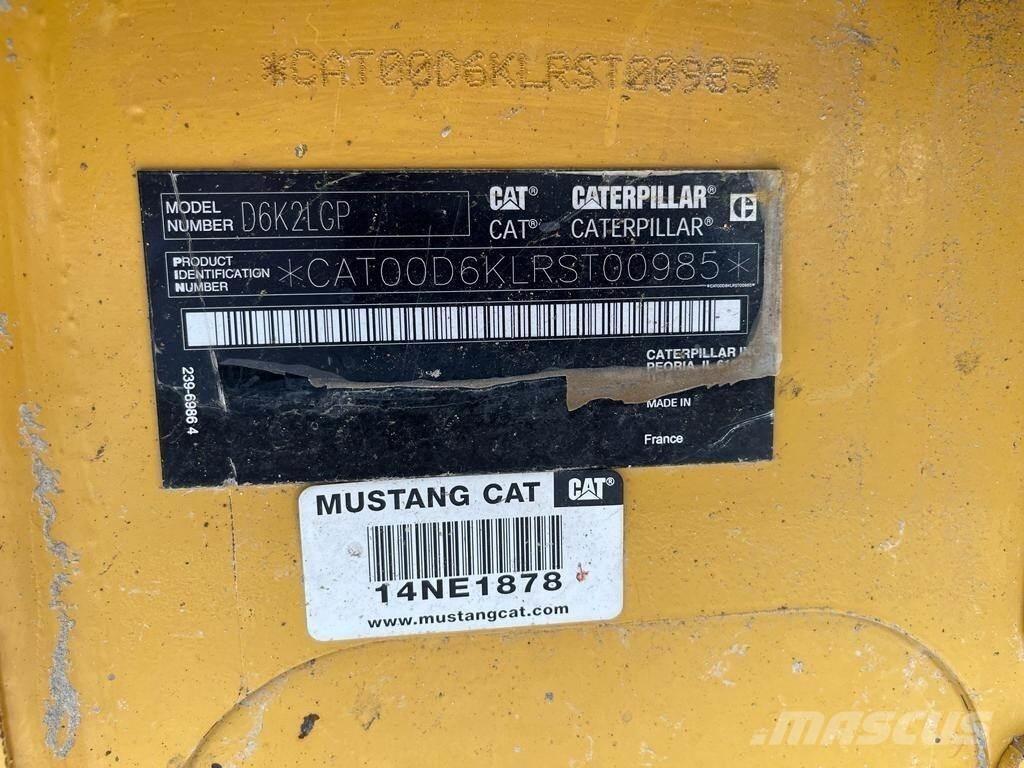 *CAT00D6KLRST00985*
MODEL NUMBER D6K2LGP
CAT® CATERPILLAR®
CAT® CATERPILLAR®
PRODUCT IDENTIFICATION NUMBER *CAT00D6KLRST00985*
*CAT00D6KLRST00985*
CATERPILLAR
PEORIA, IL
MADE IN
France
239-6986 4
MUSTANG CAT CAT®
14NE1878
www.mustangcat.com
MASCUS